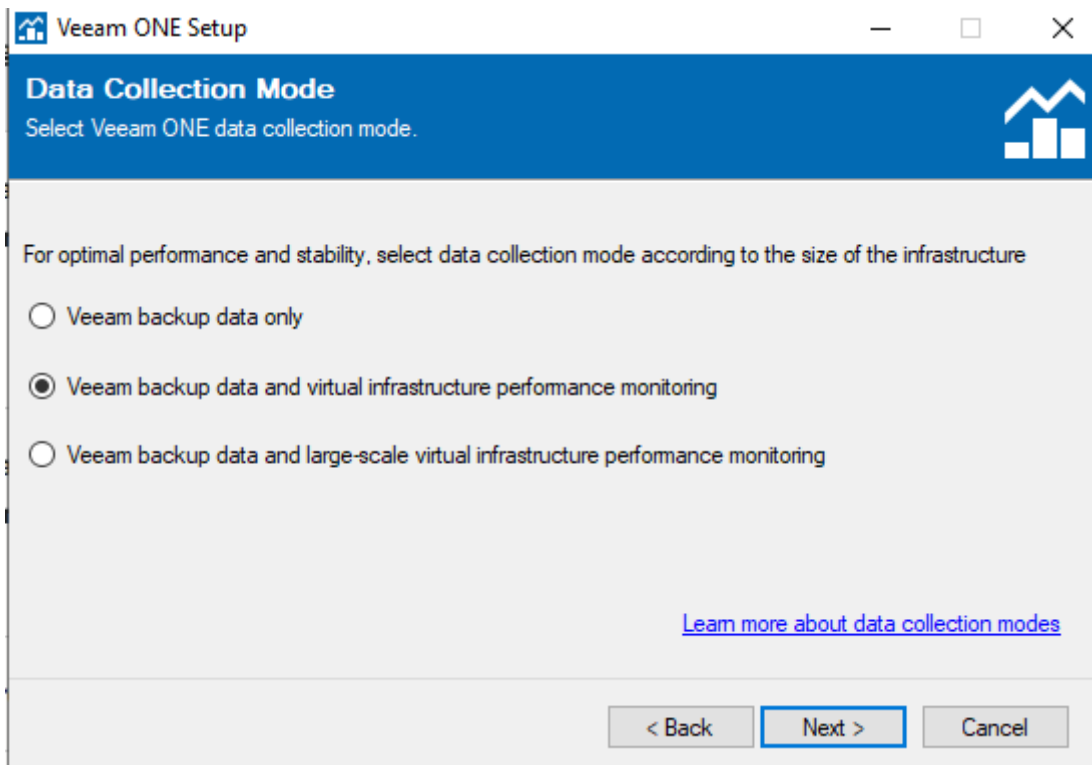 Veeam ONE Setup
Data Collection Mode
Select Veeam ONE data collection mode.
For optimal performance and stability, select data collection mode according to the size of the infrastructure
Veeam backup data only
Veeam backup data and virtual infrastructure performance monitoring
Veeam backup data and large-scale virtual infrastructure performance monitoring
Learn more about data collection modes
< Back Next > Cancel